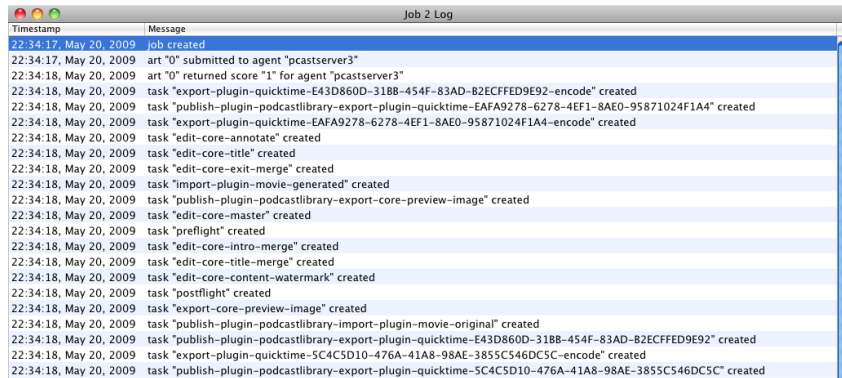 Job 2 Log
Timestamp Message
22:34:17, May 20, 2009 job created
22:34:17, May 20, 2009 art "0" submitted to agent "pcastserver3"
22:34:18, May 20, 2009 art "0" returned score "1" for agent "pcastserver3"
22:34:18, May 20, 2009 task "export-plugin-quicktime-E43D860D-31BB-454F-83AD-B2ECFFED9E92-encode" created
22:34:18, May 20, 2009 task "publish-plugin-podcastlibrary-export-plugin-quicktime-EAFA9278-6278-4EF1-8AE0-95871024F1A4" created
22:34:18, May 20, 2009 task "export-plugin-quicktime-EAFA9278-6278-4EF1-8AE0-95871024F1A4-encode" created
22:34:18, May 20, 2009 task "edit-core-annotate" created
22:34:18, May 20, 2009 task "edit-core-title" created
22:34:18, May 20, 2009 task "edit-core-exit-merge" created
22:34:18, May 20, 2009 task "import-plugin-movie-generated" created
22:34:18, May 20, 2009 task "publish-plugin-podcastlibrary-export-core-preview-image" created
22:34:18, May 20, 2009 task "edit-core-master" created
22:34:18, May 20, 2009 task "preflight" created
22:34:18, May 20, 2009 task "edit-core-intro-merge" created
22:34:18, May 20, 2009 task "edit-core-title-merge" created
22:34:18, May 20, 2009 task "edit-core-content-watermark" created
22:34:18, May 20, 2009 task "postflight" created
22:34:18, May 20, 2009 task "export-core-preview-image" created
22:34:18, May 20, 2009 task "publish-plugin-podcastlibrary-import-plugin-movie-original" created
22:34:18, May 20, 2009 task "publish-plugin-podcastlibrary-export-plugin-quicktime-E43D860D-31BB-454F-83AD-B2ECFFED9E92" created
22:34:18, May 20, 2009 task "export-plugin-quicktime-5C4C5D10-476A-41A8-98AE-3855C546DC5C-encode" created
22:34:18, May 20, 2009 task "publish-plugin-podcastlibrary-export-plugin-quicktime-5C4C5D10-476A-41A8-98AE-3855C546DC5C" created